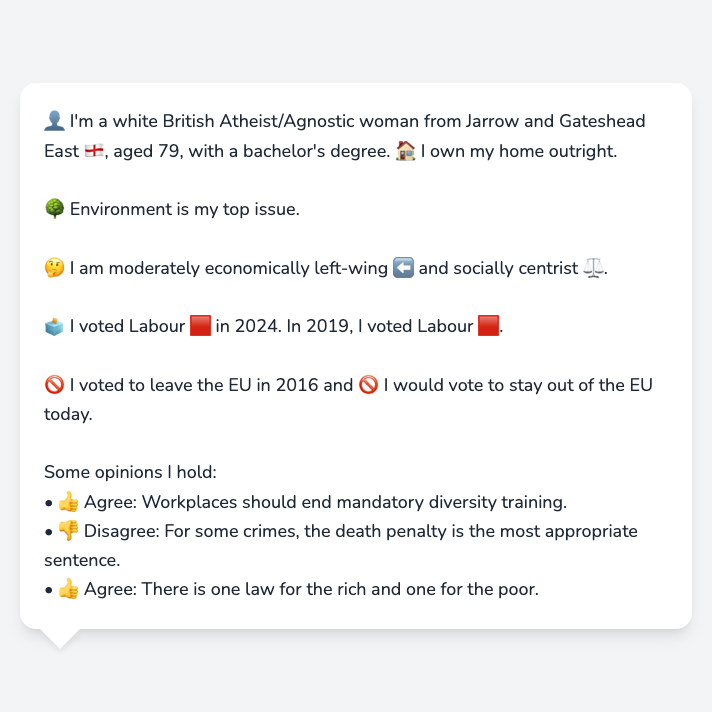 👤 I'm a white British Atheist/Agnostic woman from Jarrow and Gateshead
East 🏴󠁧󠁢󠁥󠁮󠁧󠁿, aged 79, with a bachelor's degree. 🏠 I own my home outright.
🌳 Environment is my top issue.
🤔 I am moderately economically left-wing ⬅️ and socially centrist ⚖️.
🗳️ I voted Labour 🟥 in 2024. In 2019, I voted Labour 🟥.
🚫 I voted to leave the EU in 2016 and 🚫 I would vote to stay out of the EU
today.
Some opinions I hold:
• 👍 Agree: Workplaces should end mandatory diversity training.
• 👎 Disagree: For some crimes, the death penalty is the most appropriate
sentence.
• 👍 Agree: There is one law for the rich and one for the poor.